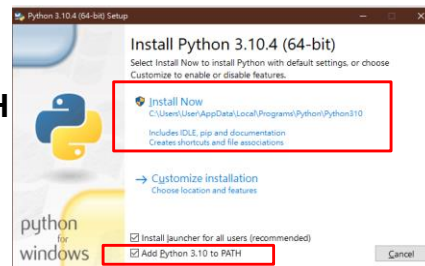 Python 3.10.4 (64-bit) Setup
Install Python 3.10.4 (64-bit)
Select Install Now to install Python with default settings, or choose
Customize to enable or disable features.
H
Install Now
C:\Users\User\AppData\Local\Programs\Python\Python310
Includes IDLE, pip and documentation
Creates shortcuts and file associations
→ Customize installation
Choose location and features
python
for
windows
Install launcher for all users (recommended)
Add Python 3.10 to PATH
Cancel